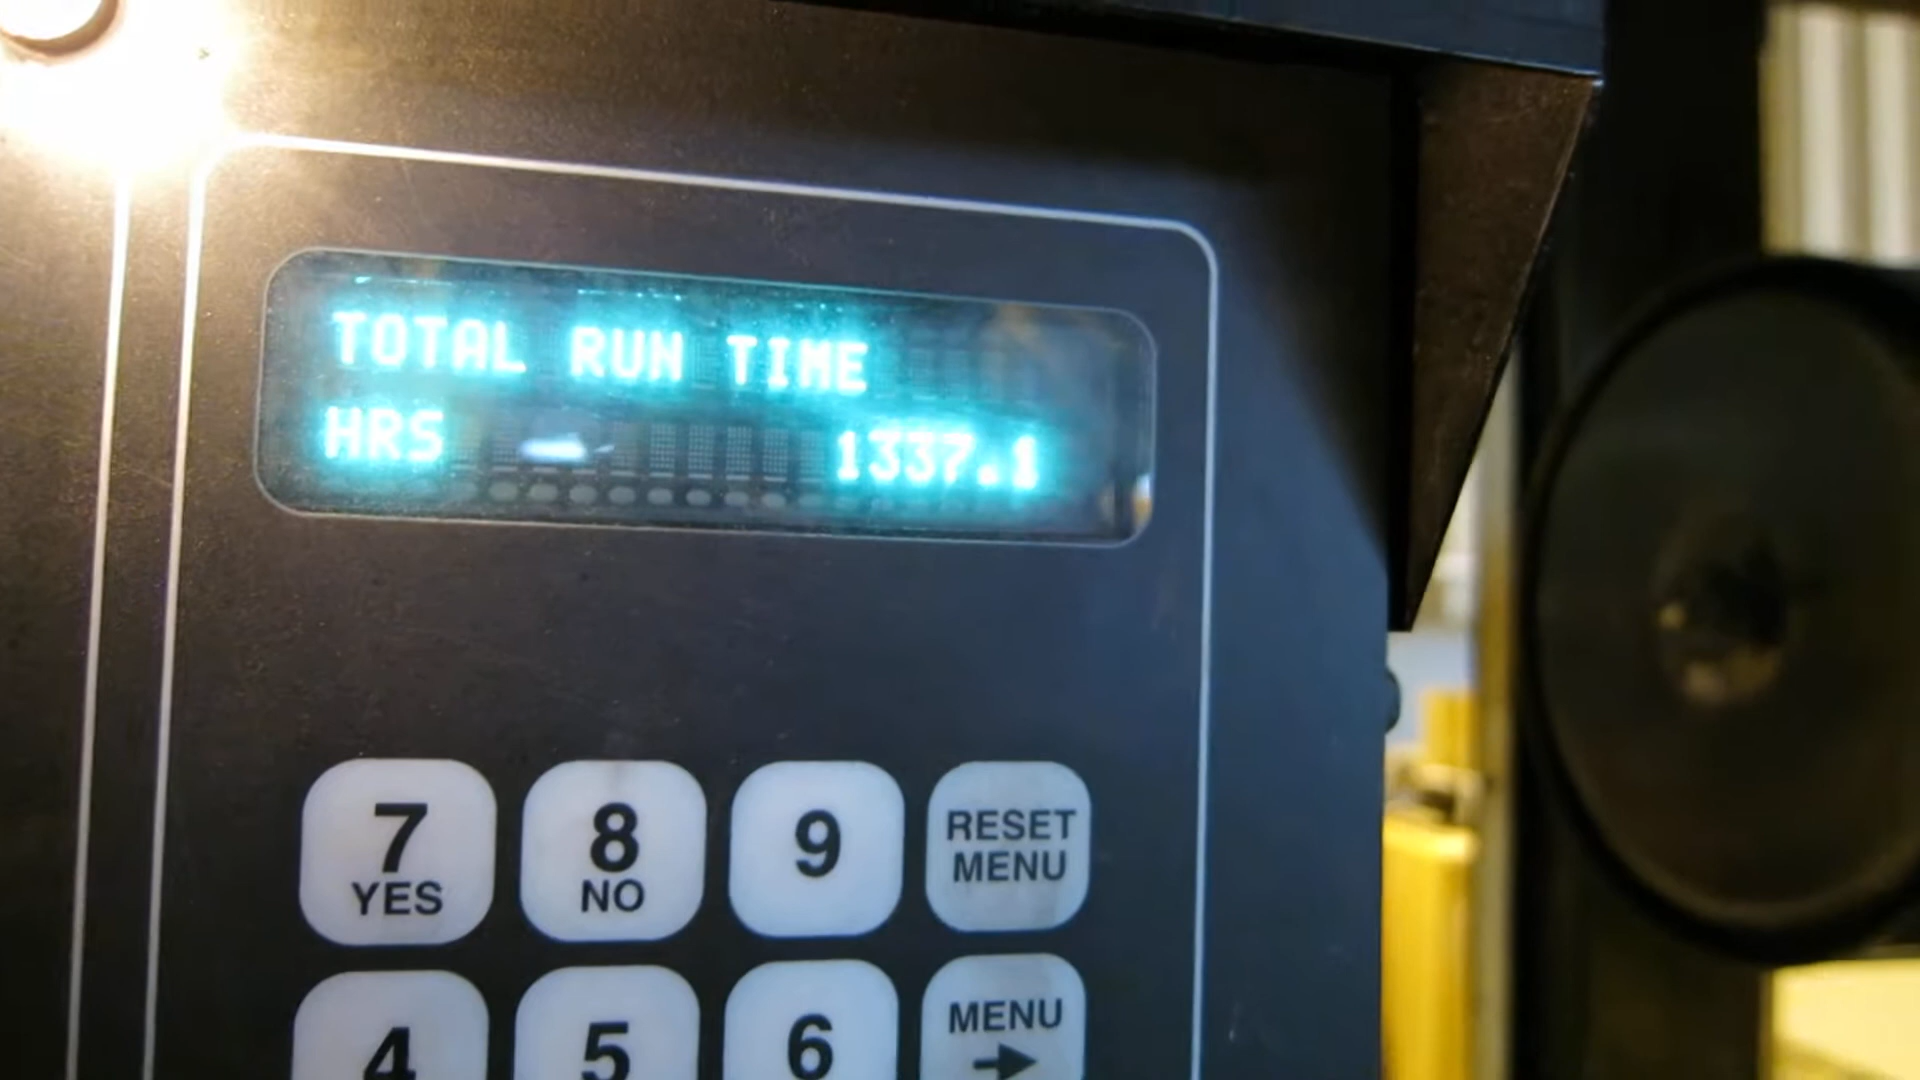 TOTAL RUN TIME
HRS 1337.1
7 8 9 RESET
YES NO MENU
4 5 6 MENU